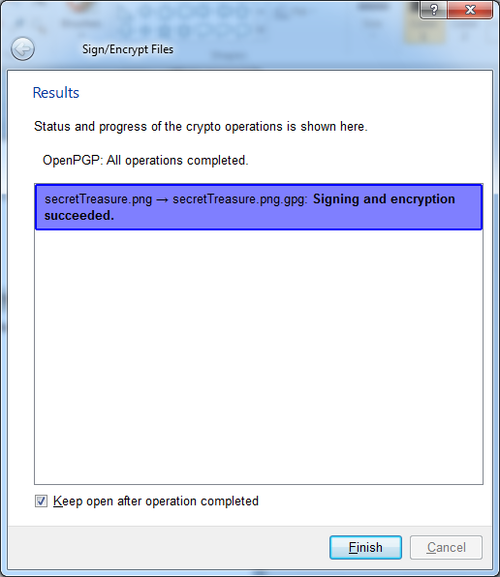 Sign/Encrypt Files
Results
Status and progress of the crypto operations is shown here.
OpenPGP: All operations completed.
secretTreasure.png → secretTreasure.png.gpg: Signing and encryption
succeeded.
Keep open after operation completed
Finish
Cancel